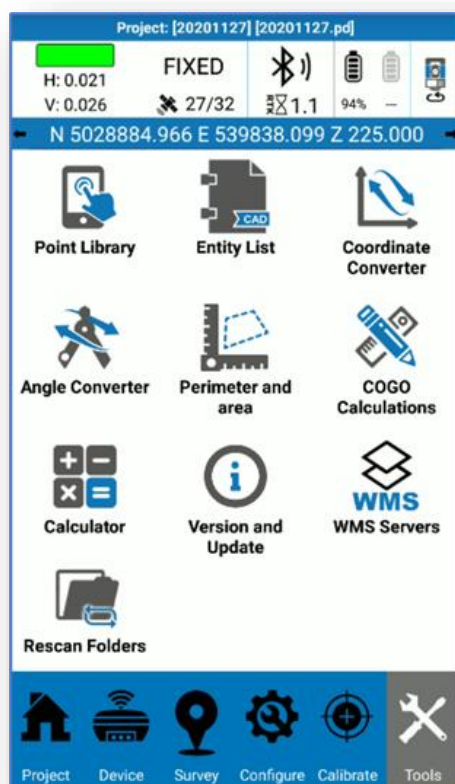 Project: [20201127] [20201127.pd]
H: 0.021
V: 0.026
FIXED
27/32
1.1
94%
--
N 5028884.966 E 539838.099 Z 225.000
Point Library
CAD
Entity List
Coordinate
Converter
Angle Converter
Perimeter and
area
COGO
Calculations
Calculator
Version and
Update
WMS
WMS Servers
Rescan Folders
Project
Device
Survey
Configure
Calibrate
Tools